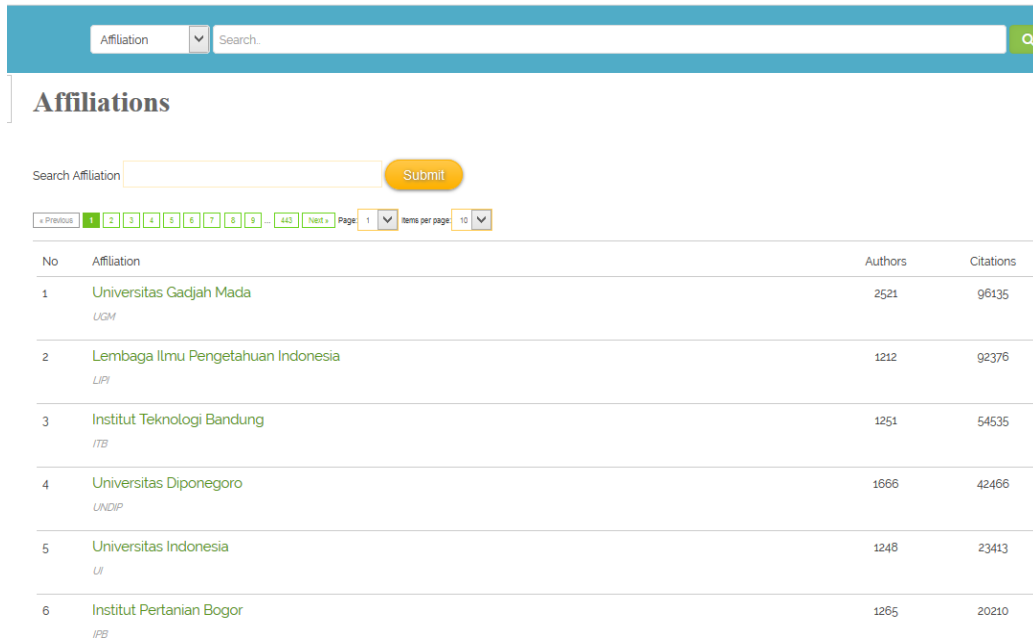 Affiliation Search..
Affiliations
Search Affiliation Submit
« Previous 1 2 3 4 5 6 7 8 9 ... 443 Next » Page: 1 Items per page: 10
No Affiliation Authors Citations
1 Universitas Gadjah Mada 2521 96135
UGM
2 Lembaga Ilmu Pengetahuan Indonesia 1212 92376
LIPI
3 Institut Teknologi Bandung 1251 54535
ITB
4 Universitas Diponegoro 1666 42466
UNDIP
5 Universitas Indonesia 1248 23413
UI
6 Institut Pertanian Bogor 1265 20210
IPB